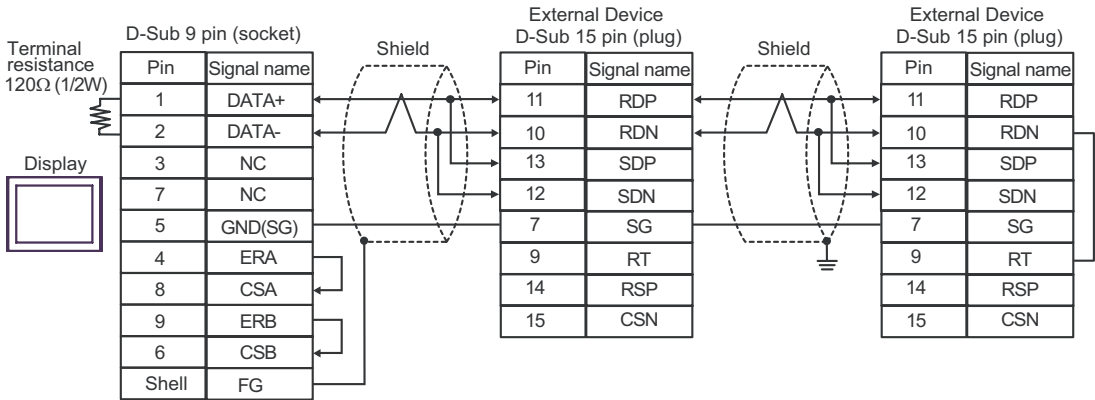 External Device
External Device
D-Sub 9 pin (socket)
D-Sub 15 pin (plug)
D-Sub 15 pin (plug)
Terminal
resistance
120Ω (1/2W)
Shield
Shield
Pin Signal name
1 DATA+
2 DATA-
3 NC
7 NC
5 GND(SG)
4 ERA
8 CSA
9 ERB
6 CSB
Shell FG
Display
Pin Signal name
11 RDP
10 RDN
13 SDP
12 SDN
7 SG
9 RT
14 RSP
15 CSN
Pin Signal name
11 RDP
10 RDN
13 SDP
12 SDN
7 SG
9 RT
14 RSP
15 CSN